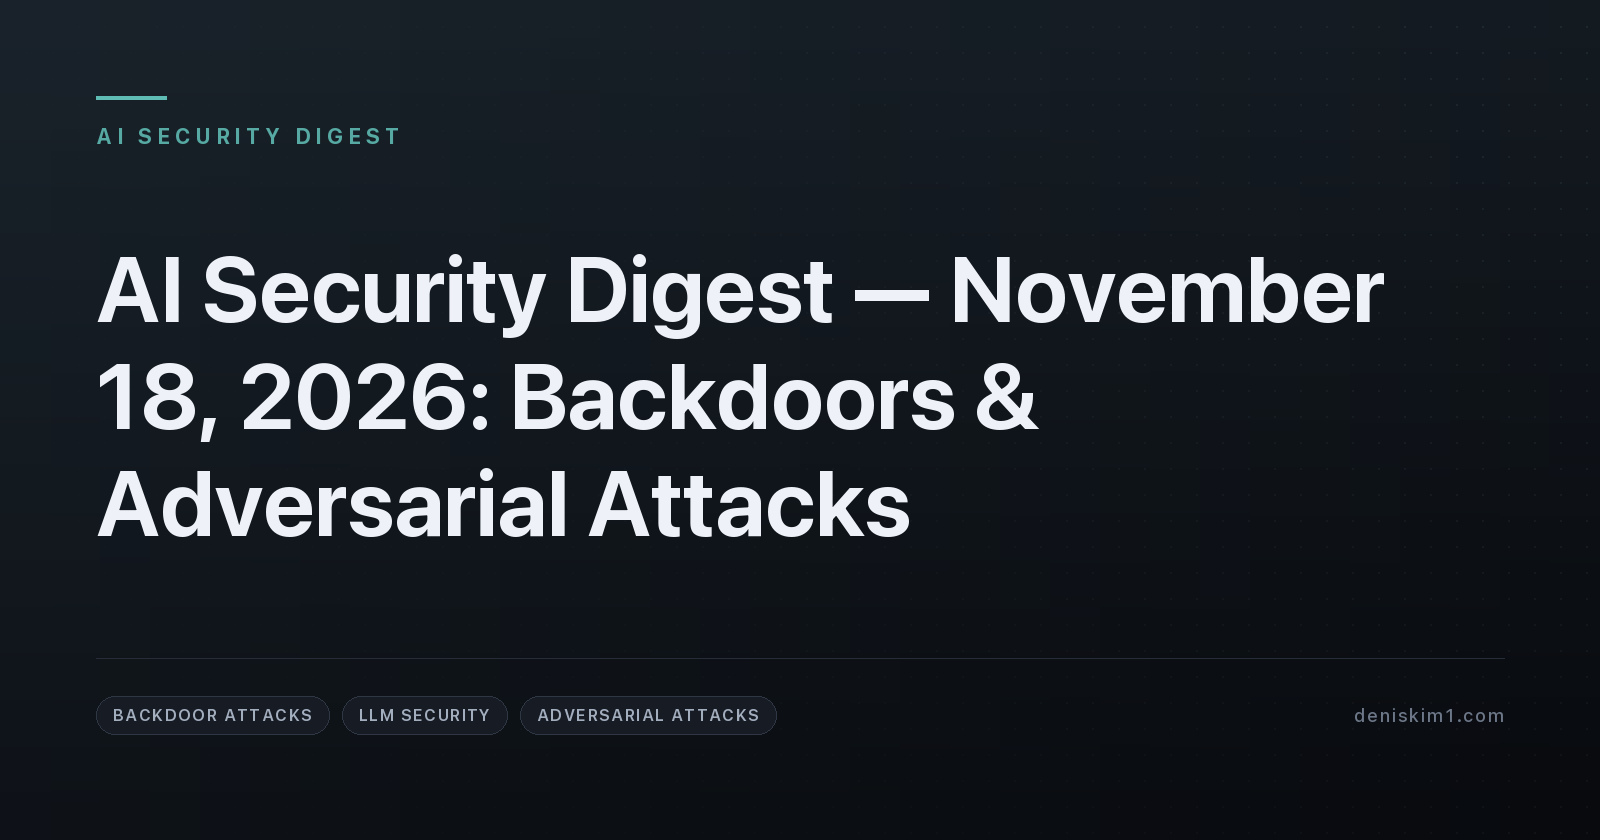 AI SECURITY DIGEST
AI Security Digest — November
18, 2026: Backdoors &
Adversarial Attacks
BACKDOOR ATTACKS
LLM SECURITY
ADVERSARIAL ATTACKS
deniskim1.com